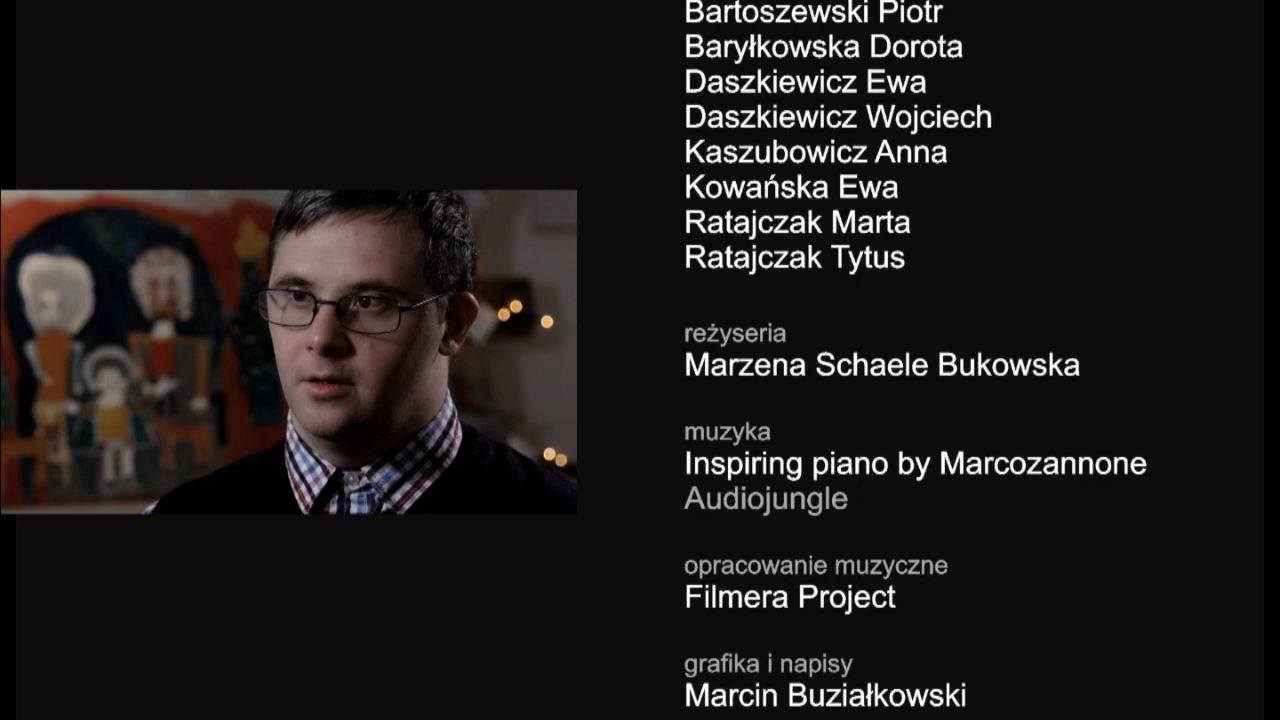 Bartoszewski Piotr
Baryłkowska Dorota
Daszkiewicz Ewa
Daszkiewicz Wojciech
Kaszubowicz Anna
Kowańska Ewa
Ratajczak Marta
Ratajczak Tytus
reżyseria
Marzena Schaele Bukowska
muzyka
Inspiring piano by Marcozannone
Audiojungle
opracowanie muzyczne
Filmera Project
grafika i napisy
Marcin Buziałkowski